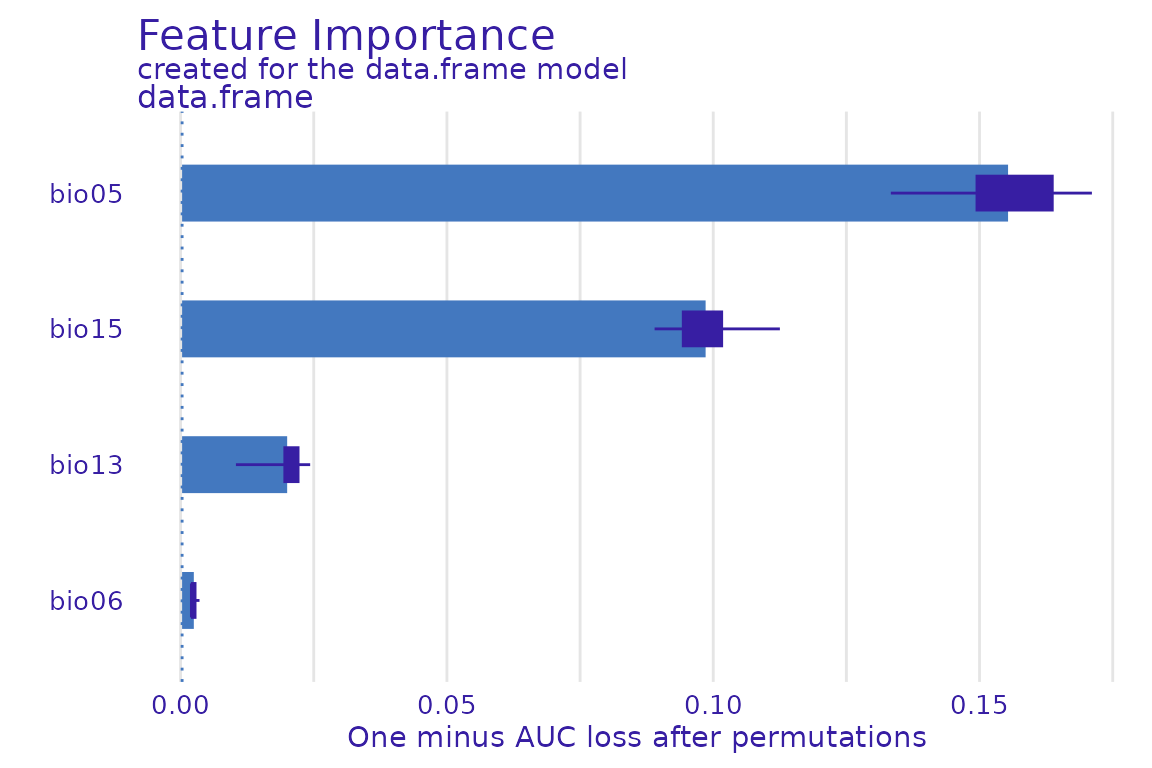 Feature Importance
created for the data.frame model
data.frame
bio05
bio15
bio13
bio06
0.00 0.05 0.10 0.15
One minus AUC loss after permutations